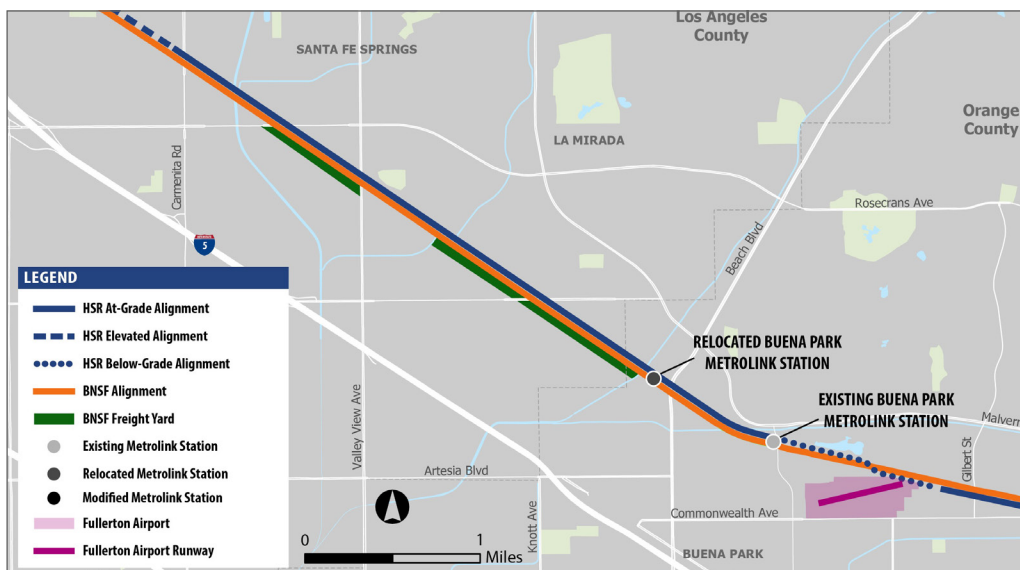 Los Angeles
County
SANTA FE SPRINGS
Orange
County
LA MIRADA
Carmenita Rd
Rosecrans Ave
Beach Blvd
5
LEGEND
HSR At-Grade Alignment
HSR Elevated Alignment
HSR Below-Grade Alignment
BNSF Alignment
BNSF Freight Yard
Existing Metrolink Station
Relocated Metrolink Station
Modified Metrolink Station
Fullerton Airport
Fullerton Airport Runway
RELOCATED BUENA PARK
METROLINK STATION
EXISTING BUENA PARK
METROLINK STATION
Valley View Ave
Malvern
Gilbert St
Artesia Blvd
Knott Ave
Commonwealth Ave
BUENA PARK
0 1
Miles